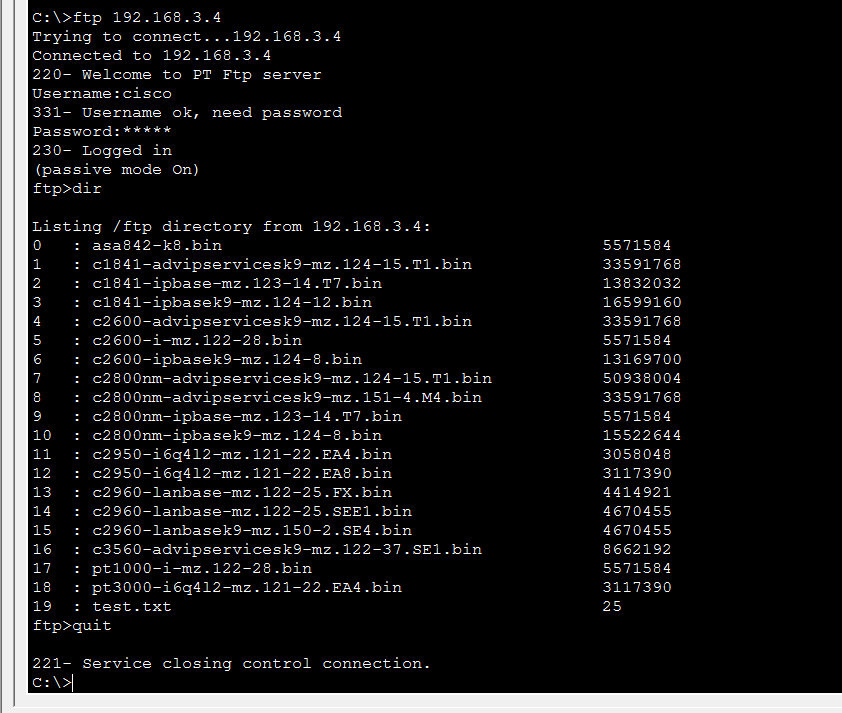 C:\>ftp 192.168.3.4
Trying to connect...192.168.3.4
Connected to 192.168.3.4
220- Welcome to PT Ftp server
Username:cisco
331- Username ok, need password
Password:*****
230- Logged in
(passive mode On)
ftp>dir
Listing /ftp directory from 192.168.3.4:
0 : asa842-k8.bin 5571584
1 : c1841-advipservicesk9-mz.124-15.T1.bin 33591768
2 : c1841-ipbase-mz.123-14.T7.bin 13832032
3 : c1841-ipbasek9-mz.124-12.bin 16599160
4 : c2600-advipservicesk9-mz.124-15.T1.bin 33591768
5 : c2600-i-mz.122-28.bin 5571584
6 : c2600-ipbasek9-mz.124-8.bin 13169700
7 : c2800nm-advipservicesk9-mz.124-15.T1.bin 50938004
8 : c2800nm-advipservicesk9-mz.151-4.M4.bin 33591768
9 : c2800nm-ipbase-mz.123-14.T7.bin 5571584
10 : c2800nm-ipbasek9-mz.124-8.bin 15522644
11 : c2950-i6q4l2-mz.121-22.EA4.bin 3058048
12 : c2950-i6q4l2-mz.121-22.EA8.bin 3117390
13 : c2960-lanbase-mz.122-25.FX.bin 4414921
14 : c2960-lanbase-mz.122-25.SEE1.bin 4670455
15 : c2960-lanbasek9-mz.150-2.SE4.bin 4670455
16 : c3560-advipservicesk9-mz.122-37.SE1.bin 8662192
17 : pt1000-i-mz.122-28.bin 5571584
18 : pt3000-i6q4l2-mz.121-22.EA4.bin 3117390
19 : test.txt 25
ftp>quit
221- Service closing control connection.
C:\>